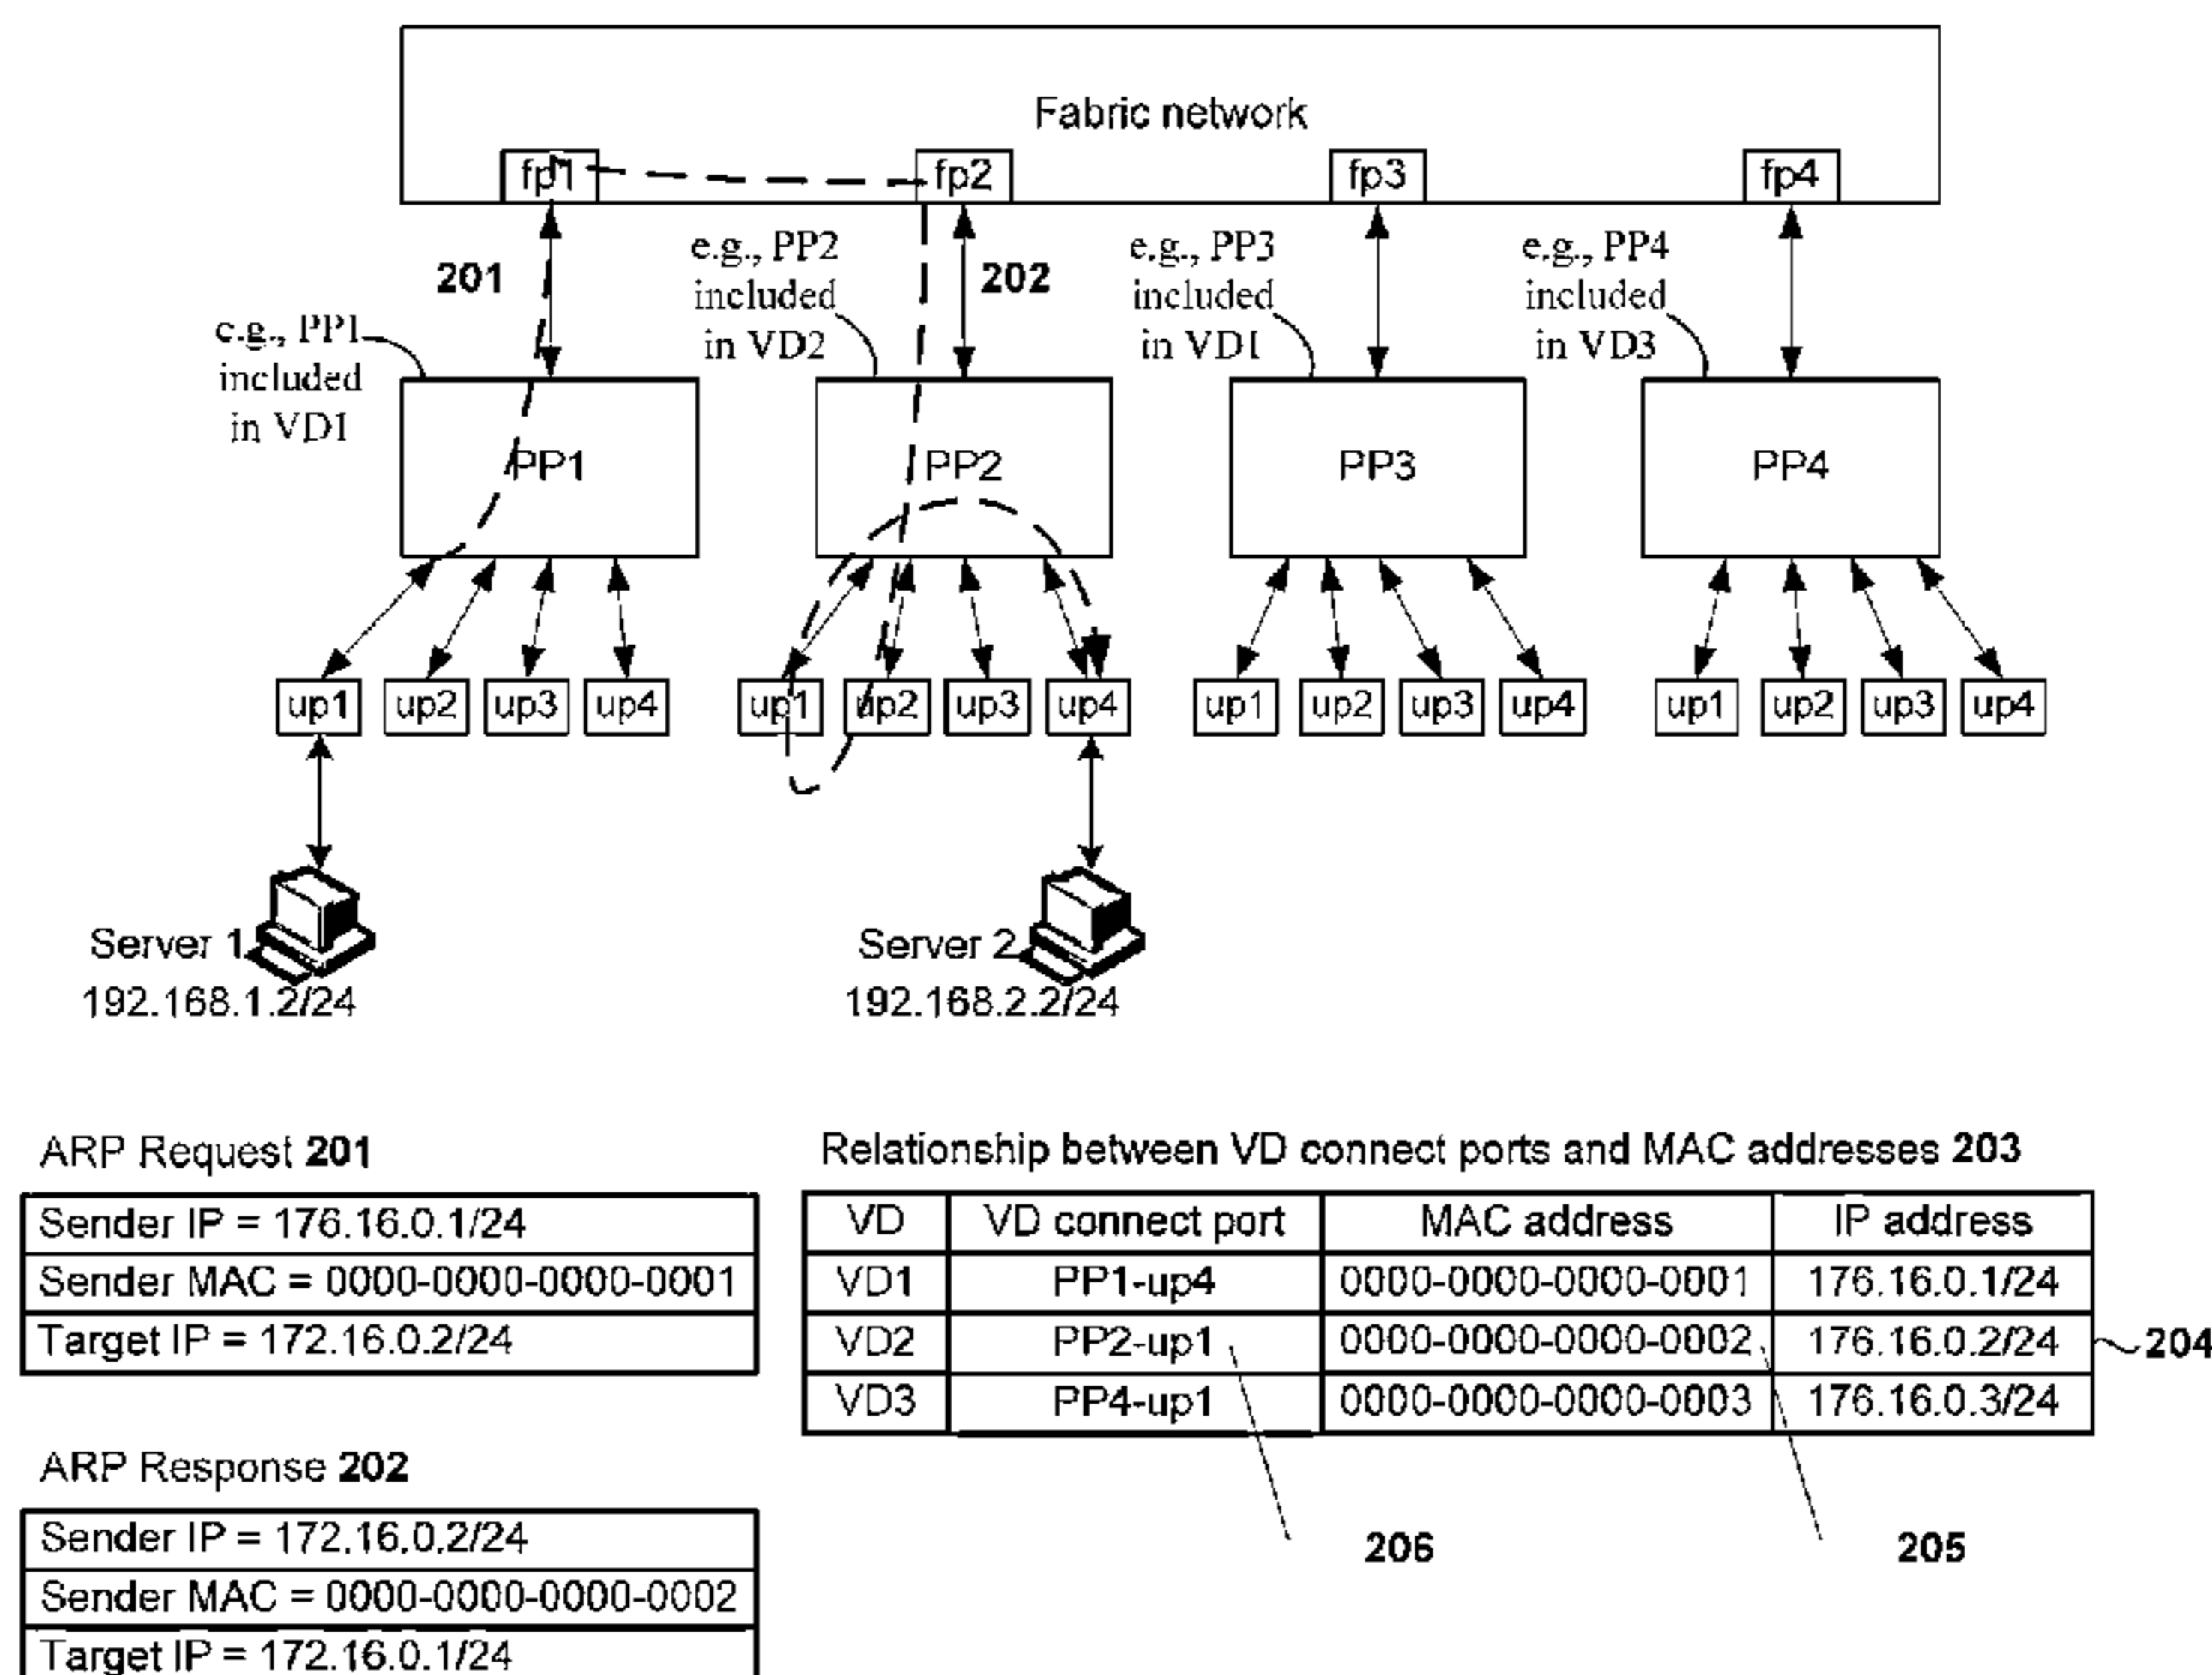 Fabric network
fp1
fp2
fp3
fp4
201
e.g., PP2
included
in VD2
202
e.g., PP3
included
in VD1
e.g., PP4
included
in VD3
e.g., PP1
included
in VD1
PP1
PP2
PP3
PP4
up1 up2 up3 up4
up1 up2 up3 up4
up1 up2 up3 up4
up1 up2 up3 up4
Server 1
192.168.1.2/24
Server 2
192.168.2.2/24
ARP Request 201
Sender IP = 176.16.0.1/24
Sender MAC = 0000-0000-0000-0001
Target IP = 172.16.0.2/24
ARP Response 202
Sender IP = 172.16.0.2/24
Sender MAC = 0000-0000-0000-0002
Target IP = 172.16.0.1/24
Relationship between VD connect ports and MAC addresses 203
VD VD connect port MAC address IP address
VD1 PP1-up4 0000-0000-0000-0001 176.16.0.1/24
VD2 PP2-up1 0000-0000-0000-0002 176.16.0.2/24
VD3 PP4-up1 0000-0000-0000-0003 176.16.0.3/24
204
206
205